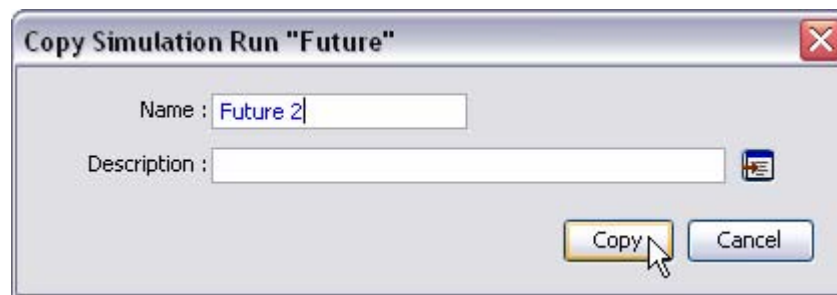 Copy Simulation Run "Future"
Name : Future 2
Description :
Copy Cancel